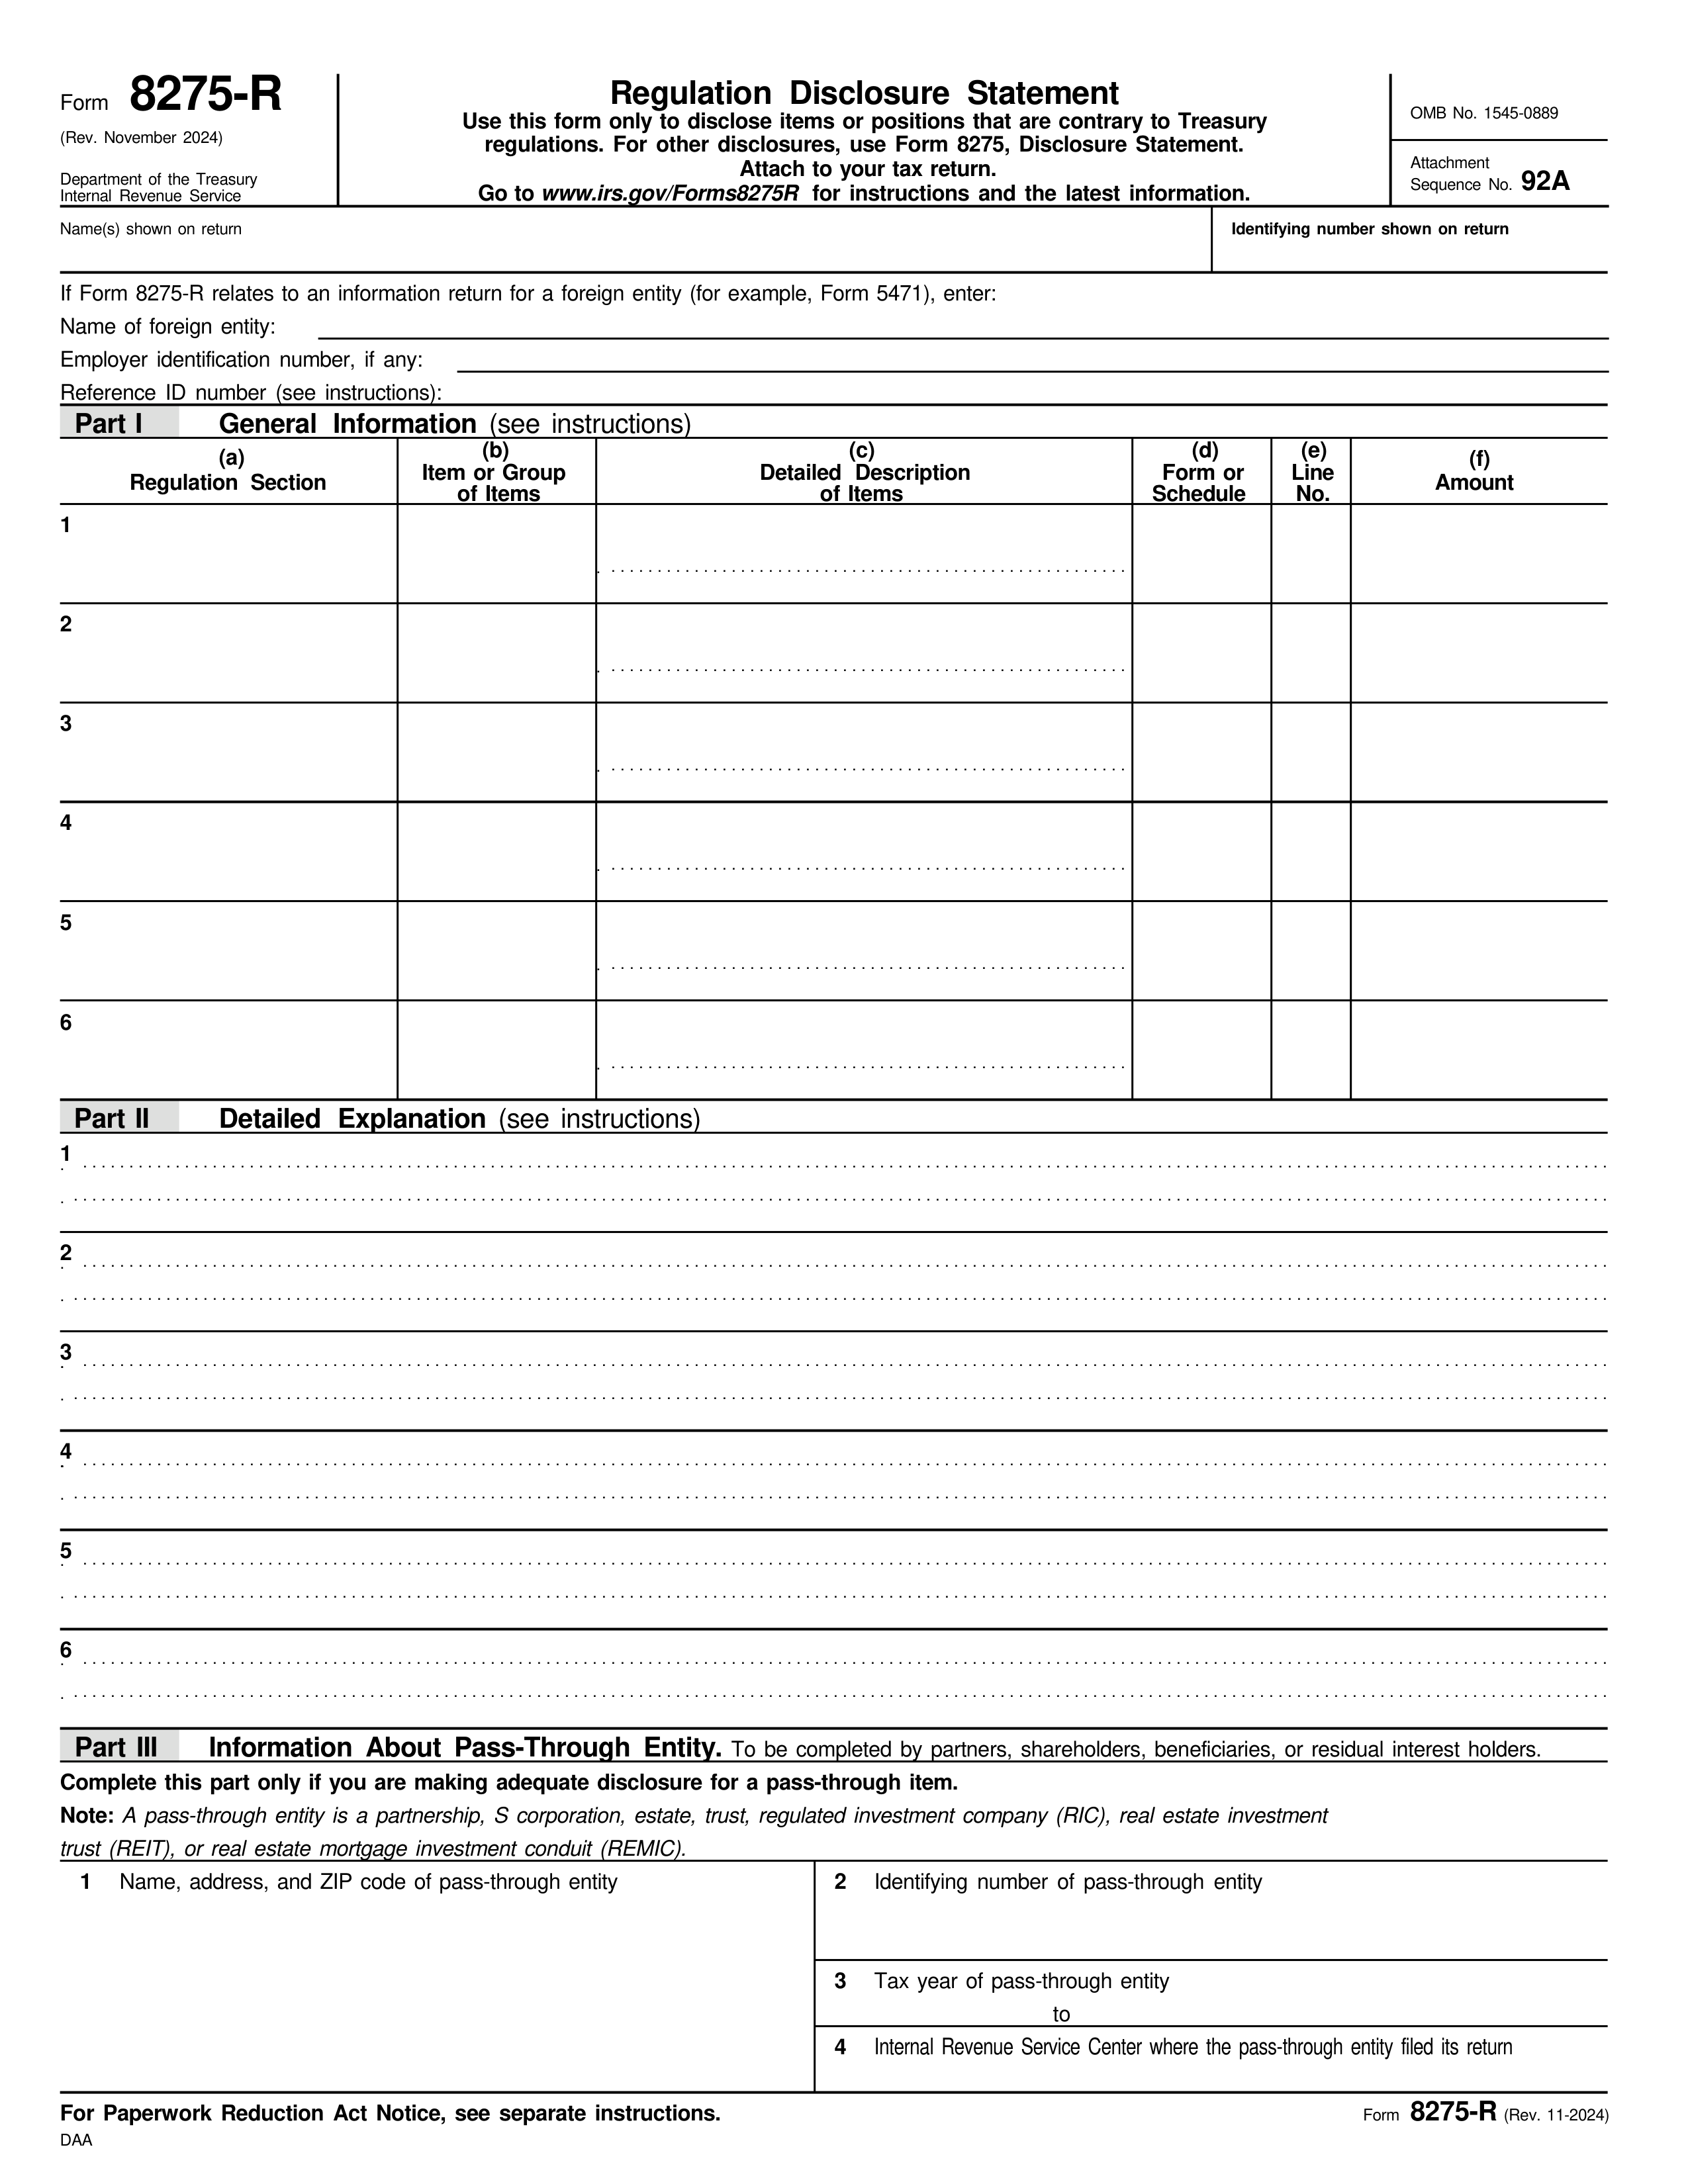 Form 8275-R
(Rev. November 2024)
Department of the Treasury
Internal Revenue Service
Regulation Disclosure Statement
Use this form only to disclose items or positions that are contrary to Treasury
regulations. For other disclosures, use Form 8275, Disclosure Statement.
Attach to your tax return.
Go to www.irs.gov/Forms8275R for instructions and the latest information.
OMB No. 1545-0889
Attachment
Sequence No. 92A
Name(s) shown on return
Identifying number shown on return
If Form 8275-R relates to an information return for a foreign entity (for example, Form 5471), enter:
Name of foreign entity:
Employer identification number, if any:
Reference ID number (see instructions):
Part I General Information (see instructions)
(a)
Regulation Section
(b)
Item or Group
of Items
(c)
Detailed Description
of Items
(d)
Form or
Schedule
(e)
Line
No.
(f)
Amount
1
2
3
4
5
6
Part II Detailed Explanation (see instructions)
1
2
3
4
5
6
Part III Information About Pass-Through Entity. To be completed by partners, shareholders, beneficiaries, or residual interest holders.
Complete this part only if you are making adequate disclosure for a pass-through item.
Note: A pass-through entity is a partnership, S corporation, estate, trust, regulated investment company (RIC), real estate investment
trust (REIT), or real estate mortgage investment conduit (REMIC).
1 Name, address, and ZIP code of pass-through entity
2 Identifying number of pass-through entity
3 Tax year of pass-through entity
to
4 Internal Revenue Service Center where the pass-through entity filed its return
For Paperwork Reduction Act Notice, see separate instructions.
Form 8275-R (Rev. 11-2024)
DAA